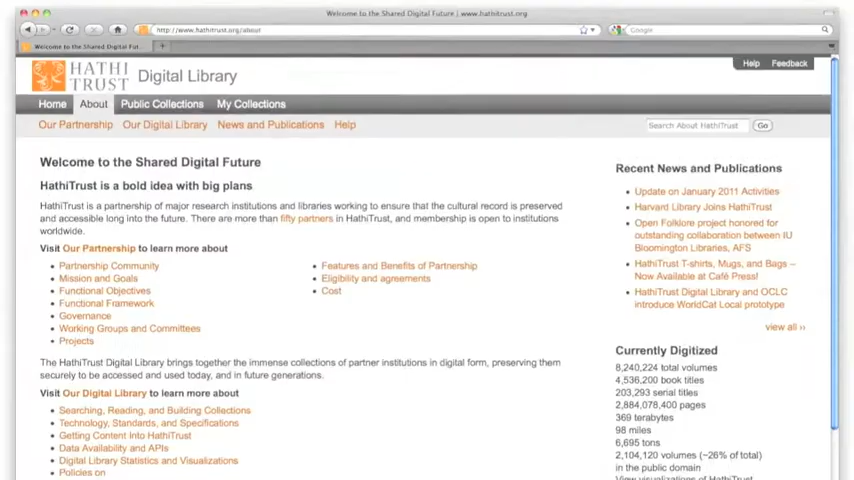 Welcome to the Shared Digital Future | www.hathitrust.org
http://www.hathitrust.org/about
Google
Welcome to the Shared Digital Fut...
HATHI
TRUST
Digital Library
Help Feedback
Home About Public Collections My Collections
Our Partnership Our Digital Library News and Publications Help
Search About HathiTrust Go
Welcome to the Shared Digital Future
HathiTrust is a bold idea with big plans
HathiTrust is a partnership of major research institutions and libraries working to ensure that the cultural record is preserved
and accessible long into the future. There are more than fifty partners in HathiTrust, and membership is open to institutions
worldwide.
Visit Our Partnership to learn more about
Partnership Community
Mission and Goals
Functional Objectives
Functional Framework
Governance
Working Groups and Committees
Projects
Features and Benefits of Partnership
Eligibility and agreements
Cost
The HathiTrust Digital Library brings together the immense collections of partner institutions in digital form, preserving them
securely to be accessed and used today, and in future generations.
Visit Our Digital Library to learn more about
Searching, Reading, and Building Collections
Technology, Standards, and Specifications
Getting Content Into HathiTrust
Data Availability and APIs
Digital Library Statistics and Visualizations
Policies on
Recent News and Publications
Update on January 2011 Activities
Harvard Library Joins HathiTrust
Open Folklore project honored for
outstanding collaboration between IU
Bloomington Libraries, AFS
HathiTrust T-shirts, Mugs, and Bags –
Now Available at Café Press!
HathiTrust Digital Library and OCLC
introduce WorldCat Local prototype
view all ››
Currently Digitized
8,240,224 total volumes
4,536,200 book titles
203,293 serial titles
2,884,078,400 pages
369 terabytes
98 miles
6,695 tons
2,104,120 volumes (~26% of total)
in the public domain
View visualizations of HathiTrust